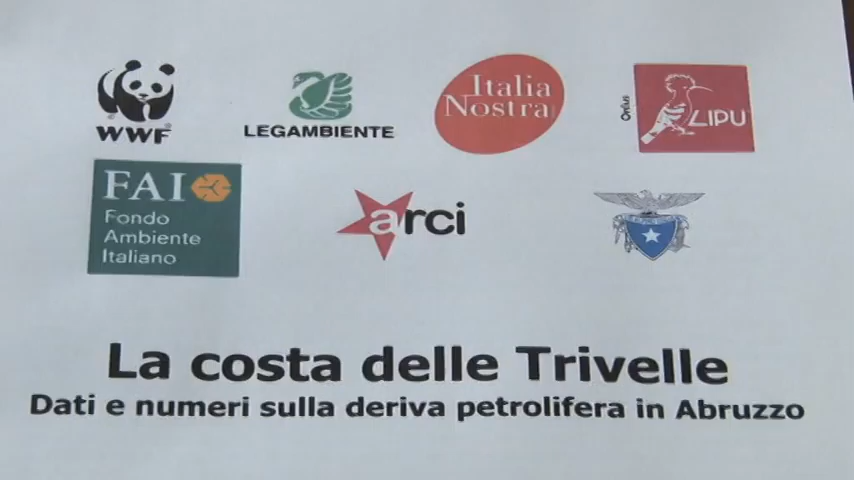 WWF
LEGAMBIENTE
Italia
Nostra
Onlus
LIPU
FAI
Fondo
Ambiente
Italiano
arci
La costa delle Trivelle
Dati e numeri sulla deriva petrolifera in Abruzzo